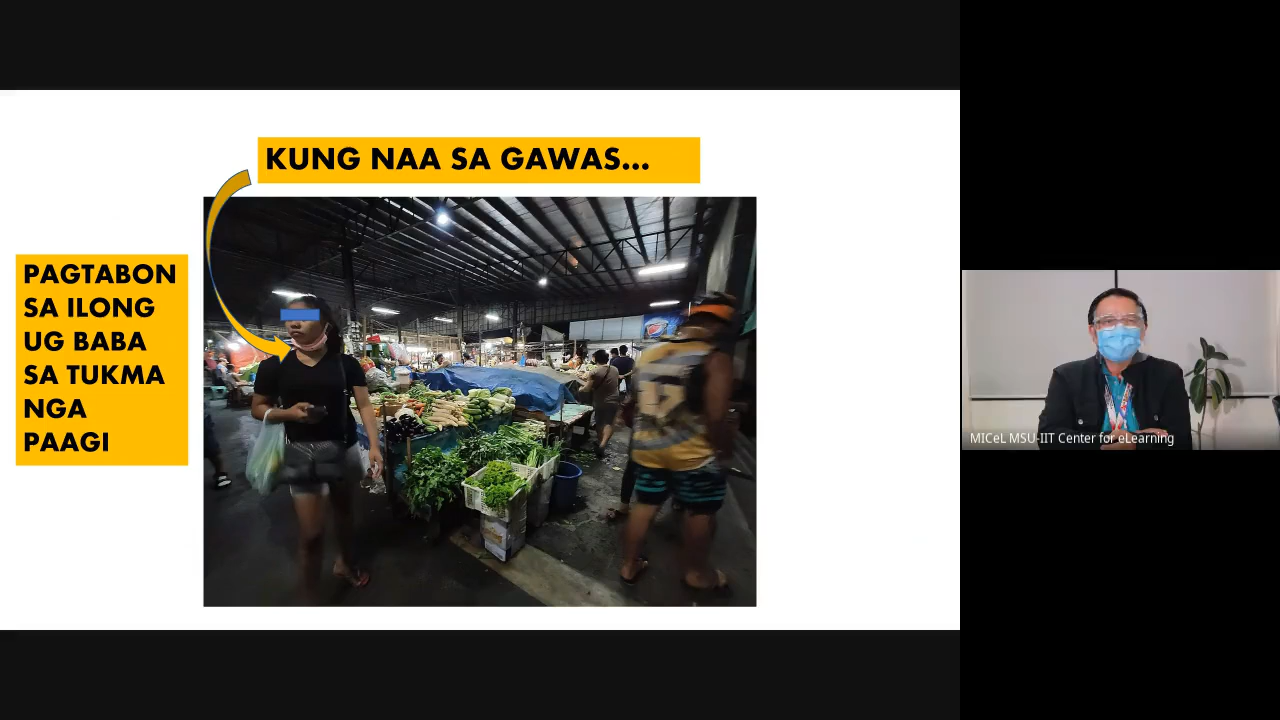 KUNG NAA SA GAWAS...
PAGTABON
SA ILONG
UG BABA
SA TUKMA
NGA
PAAGI
MICeL MSU-IIT Center for eLearning